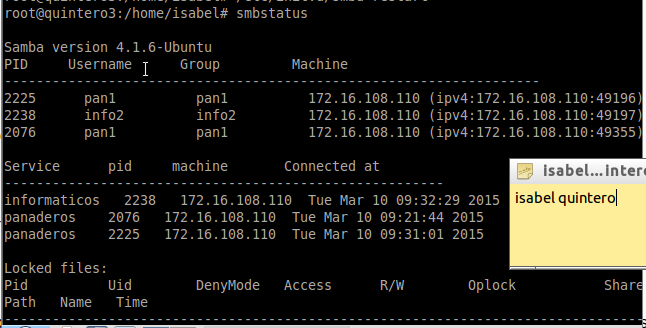 root@quintero3:/home/isabel# smbstatus
Samba version 4.1.6-Ubuntu
PID Username Group Machine
-------------------------------------------------------------------
2225 pan1 pan1 172.16.108.110 (ipv4:172.16.108.110:49196)
2238 info2 info2 172.16.108.110 (ipv4:172.16.108.110:49197)
2076 pan1 pan1 172.16.108.110 (ipv4:172.16.108.110:49355)
Service pid machine Connected at
-------------------------------------------------------
informaticos 2238 172.16.108.110 Tue Mar 10 09:32:29 2015
panaderos 2076 172.16.108.110 Tue Mar 10 09:21:44 2015
panaderos 2225 172.16.108.110 Tue Mar 10 09:31:01 2015
Locked files:
Pid Uid DenyMode Access R/W Oplock Share
Path Name Time
--------------------------------------------------------------------------------
isabel...intero
isabel quintero